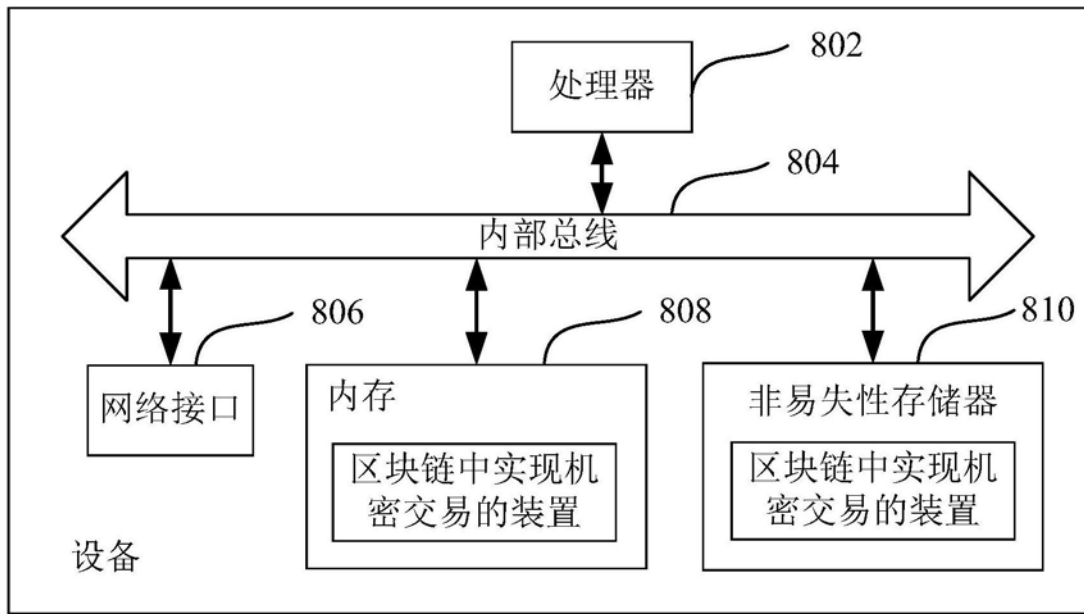 802
处理器
804
内部总线
806
808
810
网络接口
内存
区块链中实现机
密交易的装置
非易失性存储器
区块链中实现机
密交易的装置
设备